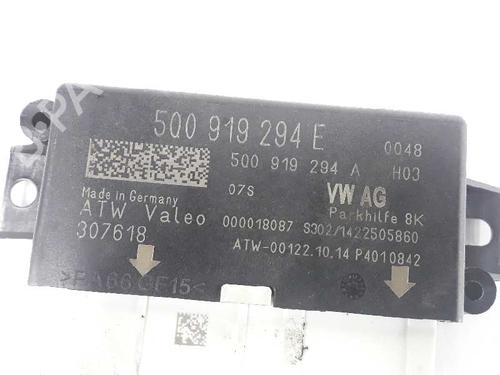 5Q0 919 294 E 0048
5Q0 919 294 A H03
07S VW AG
Made in Germany Parkhilfe 8K
ATW Valeo 000018087 S302/1422505860
307618 ATW-00122.10.14 P4010842
>PA66GF15<